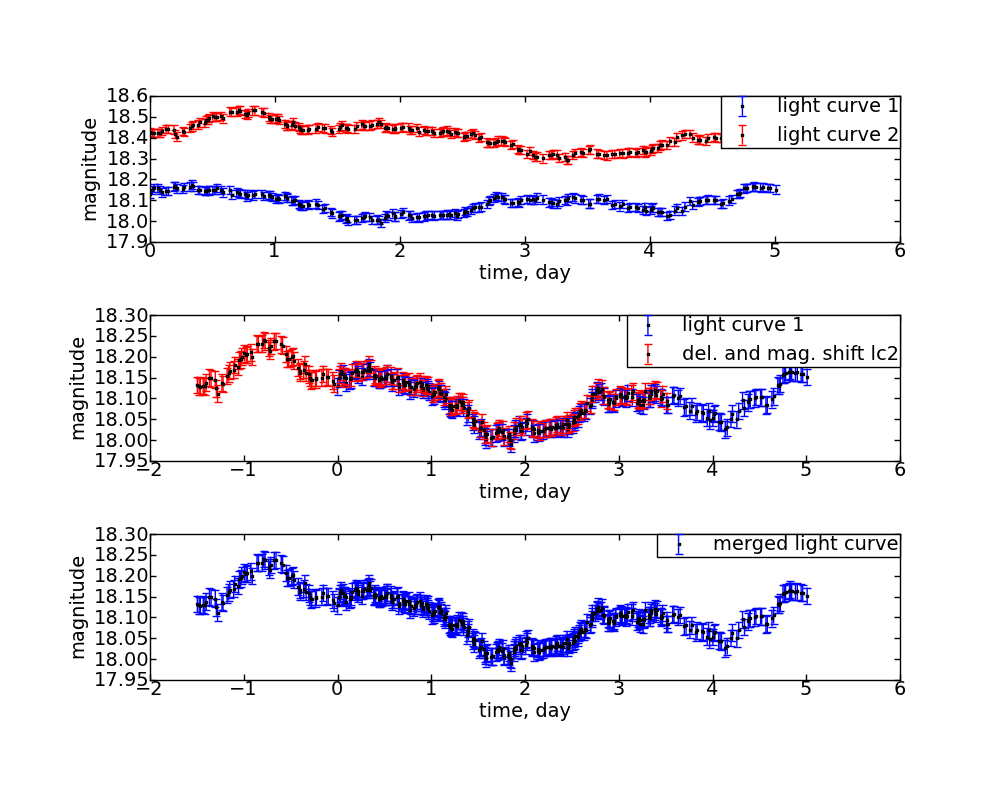 18.6
18.5
18.4
18.3
18.2
18.1
18.0
17.9
magnitude
light curve 1
light curve 2
0 1 2 3 4 5 6
time, day
18.30
18.25
18.20
18.15
18.10
18.05
18.00
17.95
magnitude
light curve 1
del. and mag. shift lc2
−2 −1 0 1 2 3 4 5 6
time, day
18.30
18.25
18.20
18.15
18.10
18.05
18.00
17.95
magnitude
merged light curve
−2 −1 0 1 2 3 4 5 6
time, day